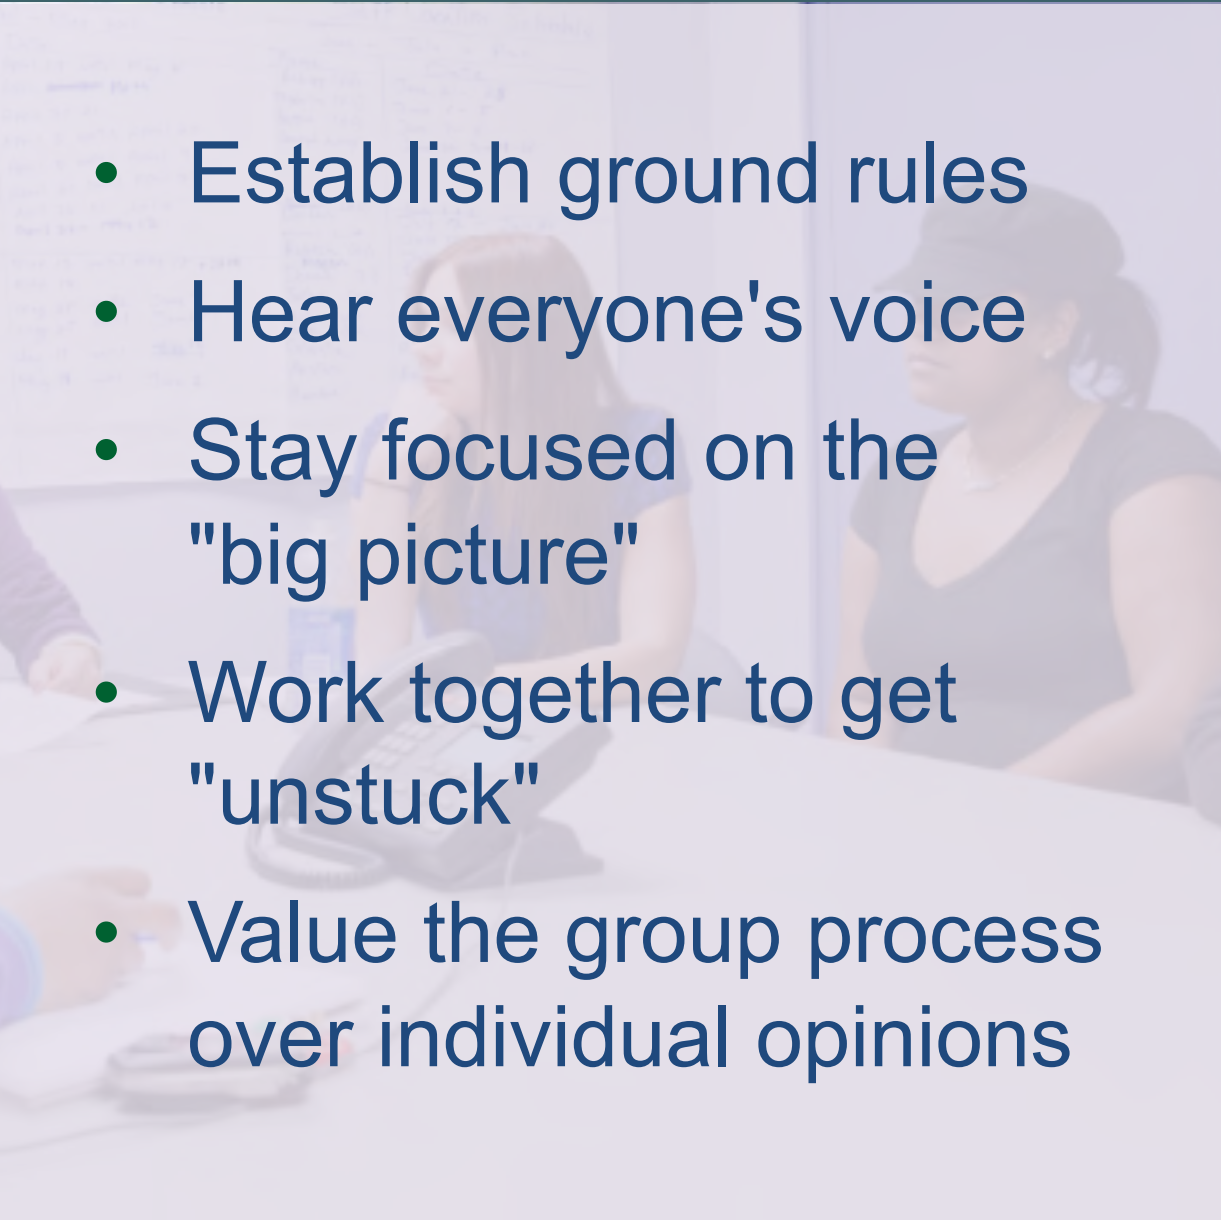 • Establish ground rules
• Hear everyone's voice
• Stay focused on the
"big picture"
• Work together to get
"unstuck"
• Value the group process
over individual opinions